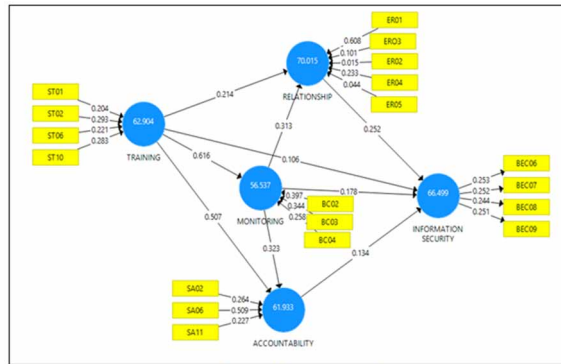 ER01
ERO3
ER02
ER04
ER05
0.608
0.101
0.015
0.233
0.044
70.015
RELATIONSHIP
ST01
ST02
ST06
ST10
0.204
0.293
0.221
0.283
62.904
TRAINING
0.214
0.313
0.252
0.616
0.106
0.507
56.537
MONITORING
0.397
0.344
0.258
BC02
BC03
BC04
0.178
66.499
INFORMATION
SECURITY
0.253
0.252
0.244
0.251
BEC06
BEC07
BEC08
BEC09
0.323
0.134
SA02
SA06
SA11
0.264
0.509
0.227
61.933
ACCOUNTABILITY